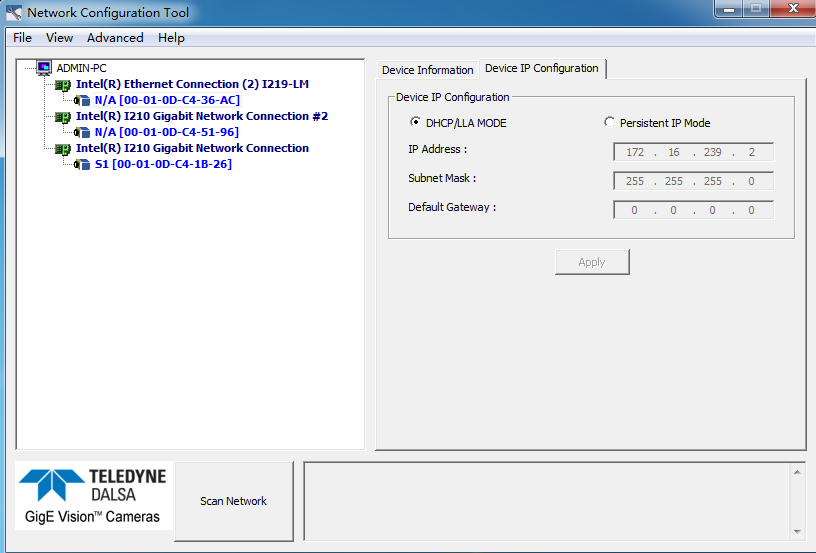 Network Configuration Tool
File View Advanced Help
ADMIN-PC
Intel(R) Ethernet Connection (2) I219-LM
N/A [00-01-0D-C4-36-AC]
Intel(R) I210 Gigabit Network Connection #2
N/A [00-01-0D-C4-51-96]
Intel(R) I210 Gigabit Network Connection
S1 [00-01-0D-C4-1B-26]
Device Information Device IP Configuration
Device IP Configuration
DHCP/LLA MODE Persistent IP Mode
IP Address : 172 . 16 . 239 . 2
Subnet Mask : 255 . 255 . 255 . 0
Default Gateway : 0 . 0 . 0 . 0
Apply
TELEDYNE
DALSA
GigE Vision™ Cameras
Scan Network